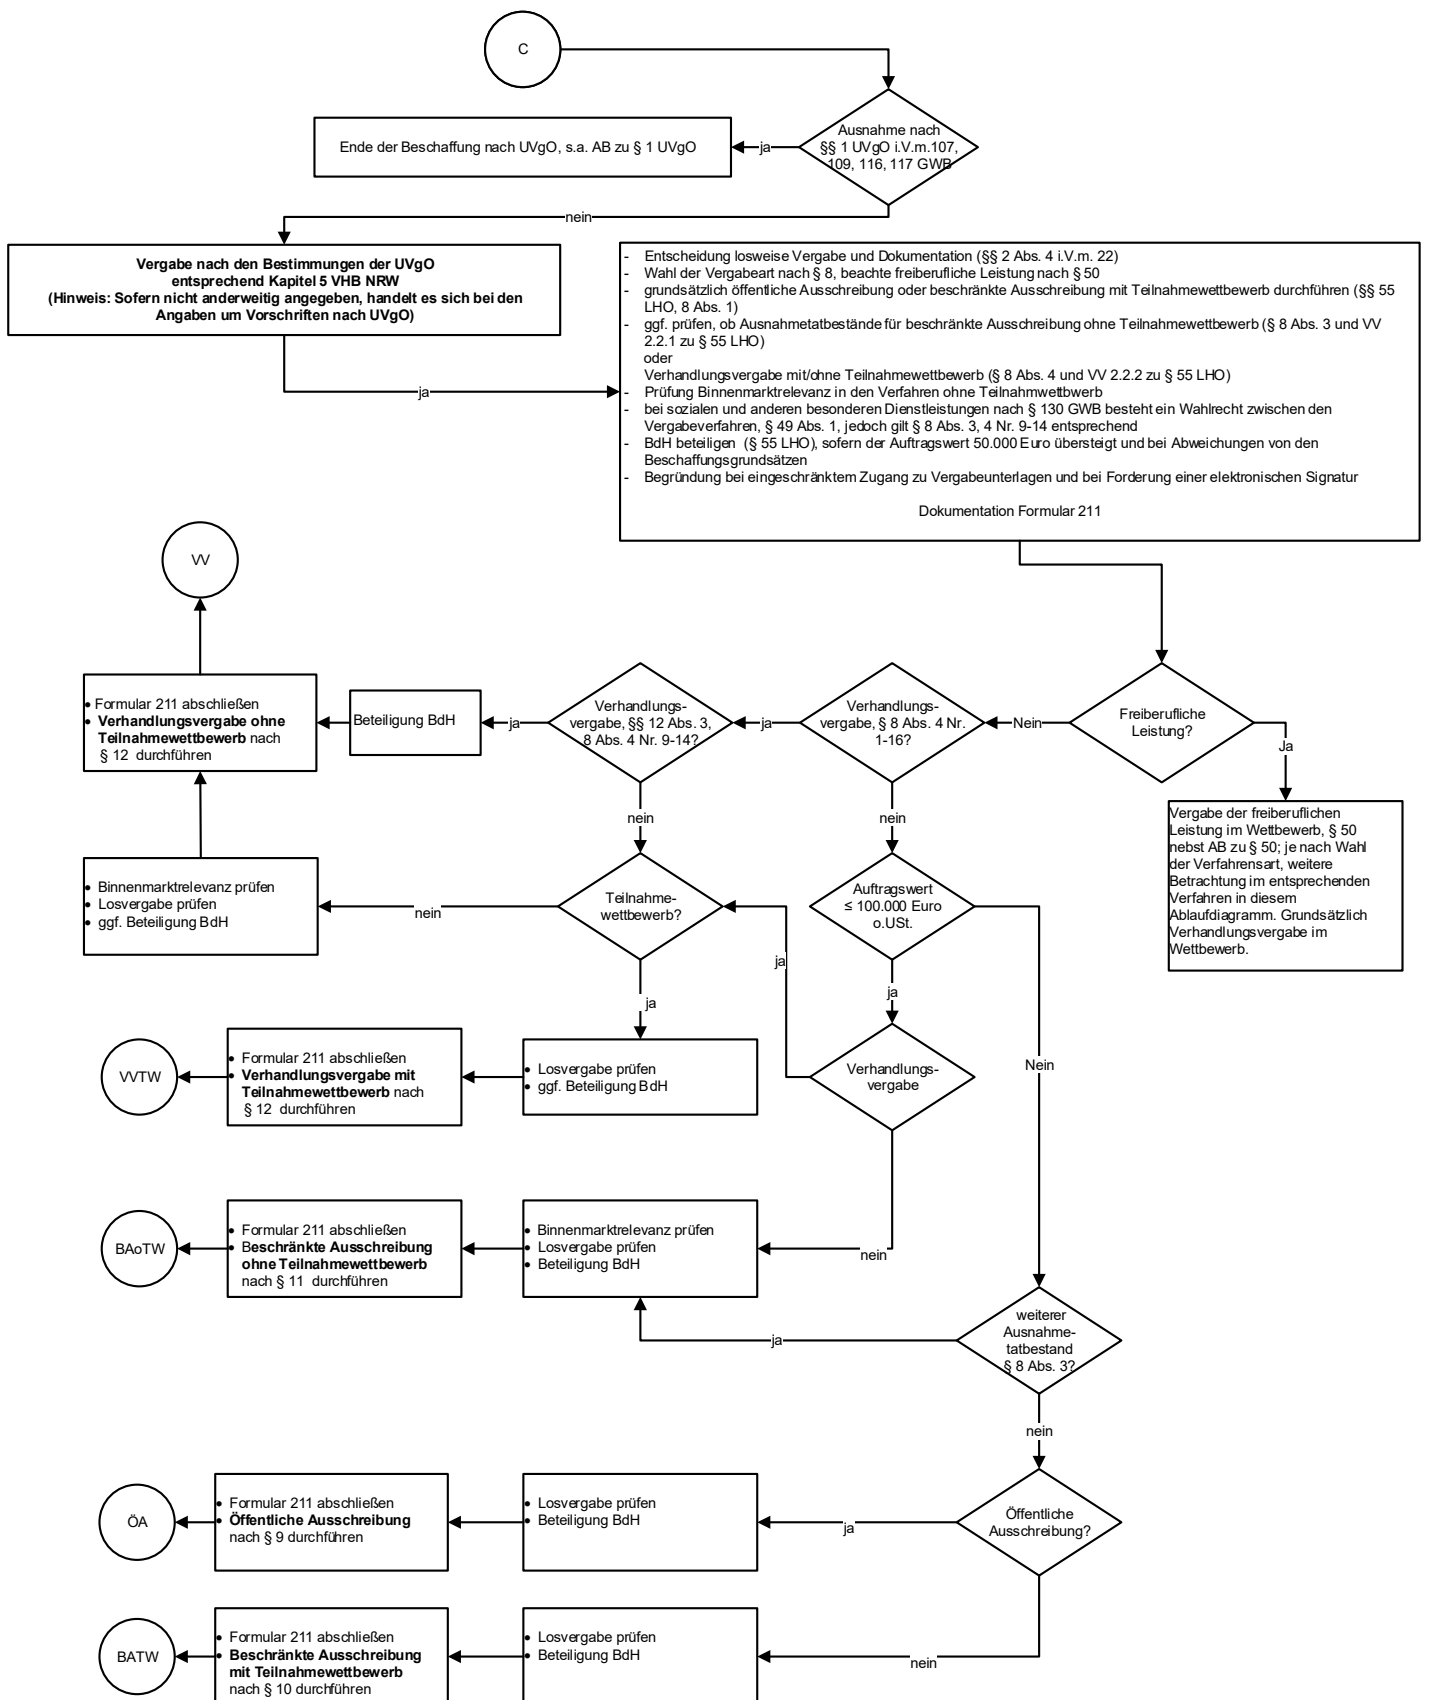 C
Ausnahme nach
§§ 1 UVgO i.V.m.107,
109, 116, 117 GWB
ja
Ende der Beschaffung nach UVgO, s.a. AB zu § 1 UVgO
nein
Vergabe nach den Bestimmungen der UVgO
entsprechend Kapitel 5 VHB NRW
(Hinweis: Sofern nicht anderweitig angegeben, handelt es sich bei den
Angaben um Vorschriften nach UVgO)
ja
- Entscheidung losweise Vergabe und Dokumentation (§§ 2 Abs. 4 i.V.m. 22)
- Wahl der Vergabeart nach § 8, beachte freiberufliche Leistung nach § 50
- grundsätzlich öffentliche Ausschreibung oder beschränkte Ausschreibung mit Teilnahmewettbewerb durchführen (§§ 55
LHO, 8 Abs. 1)
- ggf. prüfen, ob Ausnahmetatbestände für beschränkte Ausschreibung ohne Teilnahmewettbewerb (§ 8 Abs. 3 und VV
2.2.1 zu § 55 LHO)
oder
Verhandlungsvergabe mit/ohne Teilnahmewettbewerb (§ 8 Abs. 4 und VV 2.2.2 zu § 55 LHO)
- Prüfung Binnenmarktrelevanz in den Verfahren ohne Teilnahmwettbwerb
- bei sozialen und anderen besonderen Dienstleistungen nach § 130 GWB besteht ein Wahlrecht zwischen den
Vergabeverfahren, § 49 Abs. 1, jedoch gilt § 8 Abs. 3, 4 Nr. 9-14 entsprechend
- BdH beteiligen (§ 55 LHO), sofern der Auftragswert 50.000 Euro übersteigt und bei Abweichungen von den
Beschaffungsgrundsätzen
- Begründung bei eingeschränktem Zugang zu Vergabeunterlagen und bei Forderung einer elektronischen Signatur
Dokumentation Formular 211
VV
• Formular 211 abschließen
• Verhandlungsvergabe ohne
Teilnahmewettbewerb nach
§ 12 durchführen
Beteiligung BdH
ja
Verhandlungs-
vergabe, §§ 12 Abs. 3,
8 Abs. 4 Nr. 9-14?
ja
Verhandlungs-
vergabe, § 8 Abs. 4 Nr.
1-16?
Nein
Freiberufliche
Leistung?
Ja
Vergabe der freiberuflichen
Leistung im Wettbewerb, § 50
nebst AB zu § 50; je nach Wahl
der Verfahrensart, weitere
Betrachtung im entsprechenden
Verfahren in diesem
Ablaufdiagramm. Grundsätzlich
Verhandlungsvergabe im
Wettbewerb.
nein
nein
• Binnenmarktrelevanz prüfen
• Losvergabe prüfen
• ggf. Beteiligung BdH
nein
Teilnahme-
wettbewerb?
Auftragswert
≤ 100.000 Euro
o.USt.
ja
ja
ja
Nein
VVTW
• Formular 211 abschließen
• Verhandlungsvergabe mit
Teilnahmewettbewerb nach
§ 12 durchführen
• Losvergabe prüfen
• ggf. Beteiligung BdH
Verhandlungs-
vergabe
BAoTW
• Formular 211 abschließen
• Beschränkte Ausschreibung
ohne Teilnahmewettbewerb
nach § 11 durchführen
• Binnenmarktrelevanz prüfen
• Losvergabe prüfen
• Beteiligung BdH
nein
ja
weiterer
Ausnahme-
tatbestand
§ 8 Abs. 3?
nein
ÖA
• Formular 211 abschließen
• Öffentliche Ausschreibung
nach § 9 durchführen
• Losvergabe prüfen
• Beteiligung BdH
ja
Öffentliche
Ausschreibung?
BATW
• Formular 211 abschließen
• Beschränkte Ausschreibung
mit Teilnahmewettbewerb
nach § 10 durchführen
• Losvergabe prüfen
• Beteiligung BdH
nein